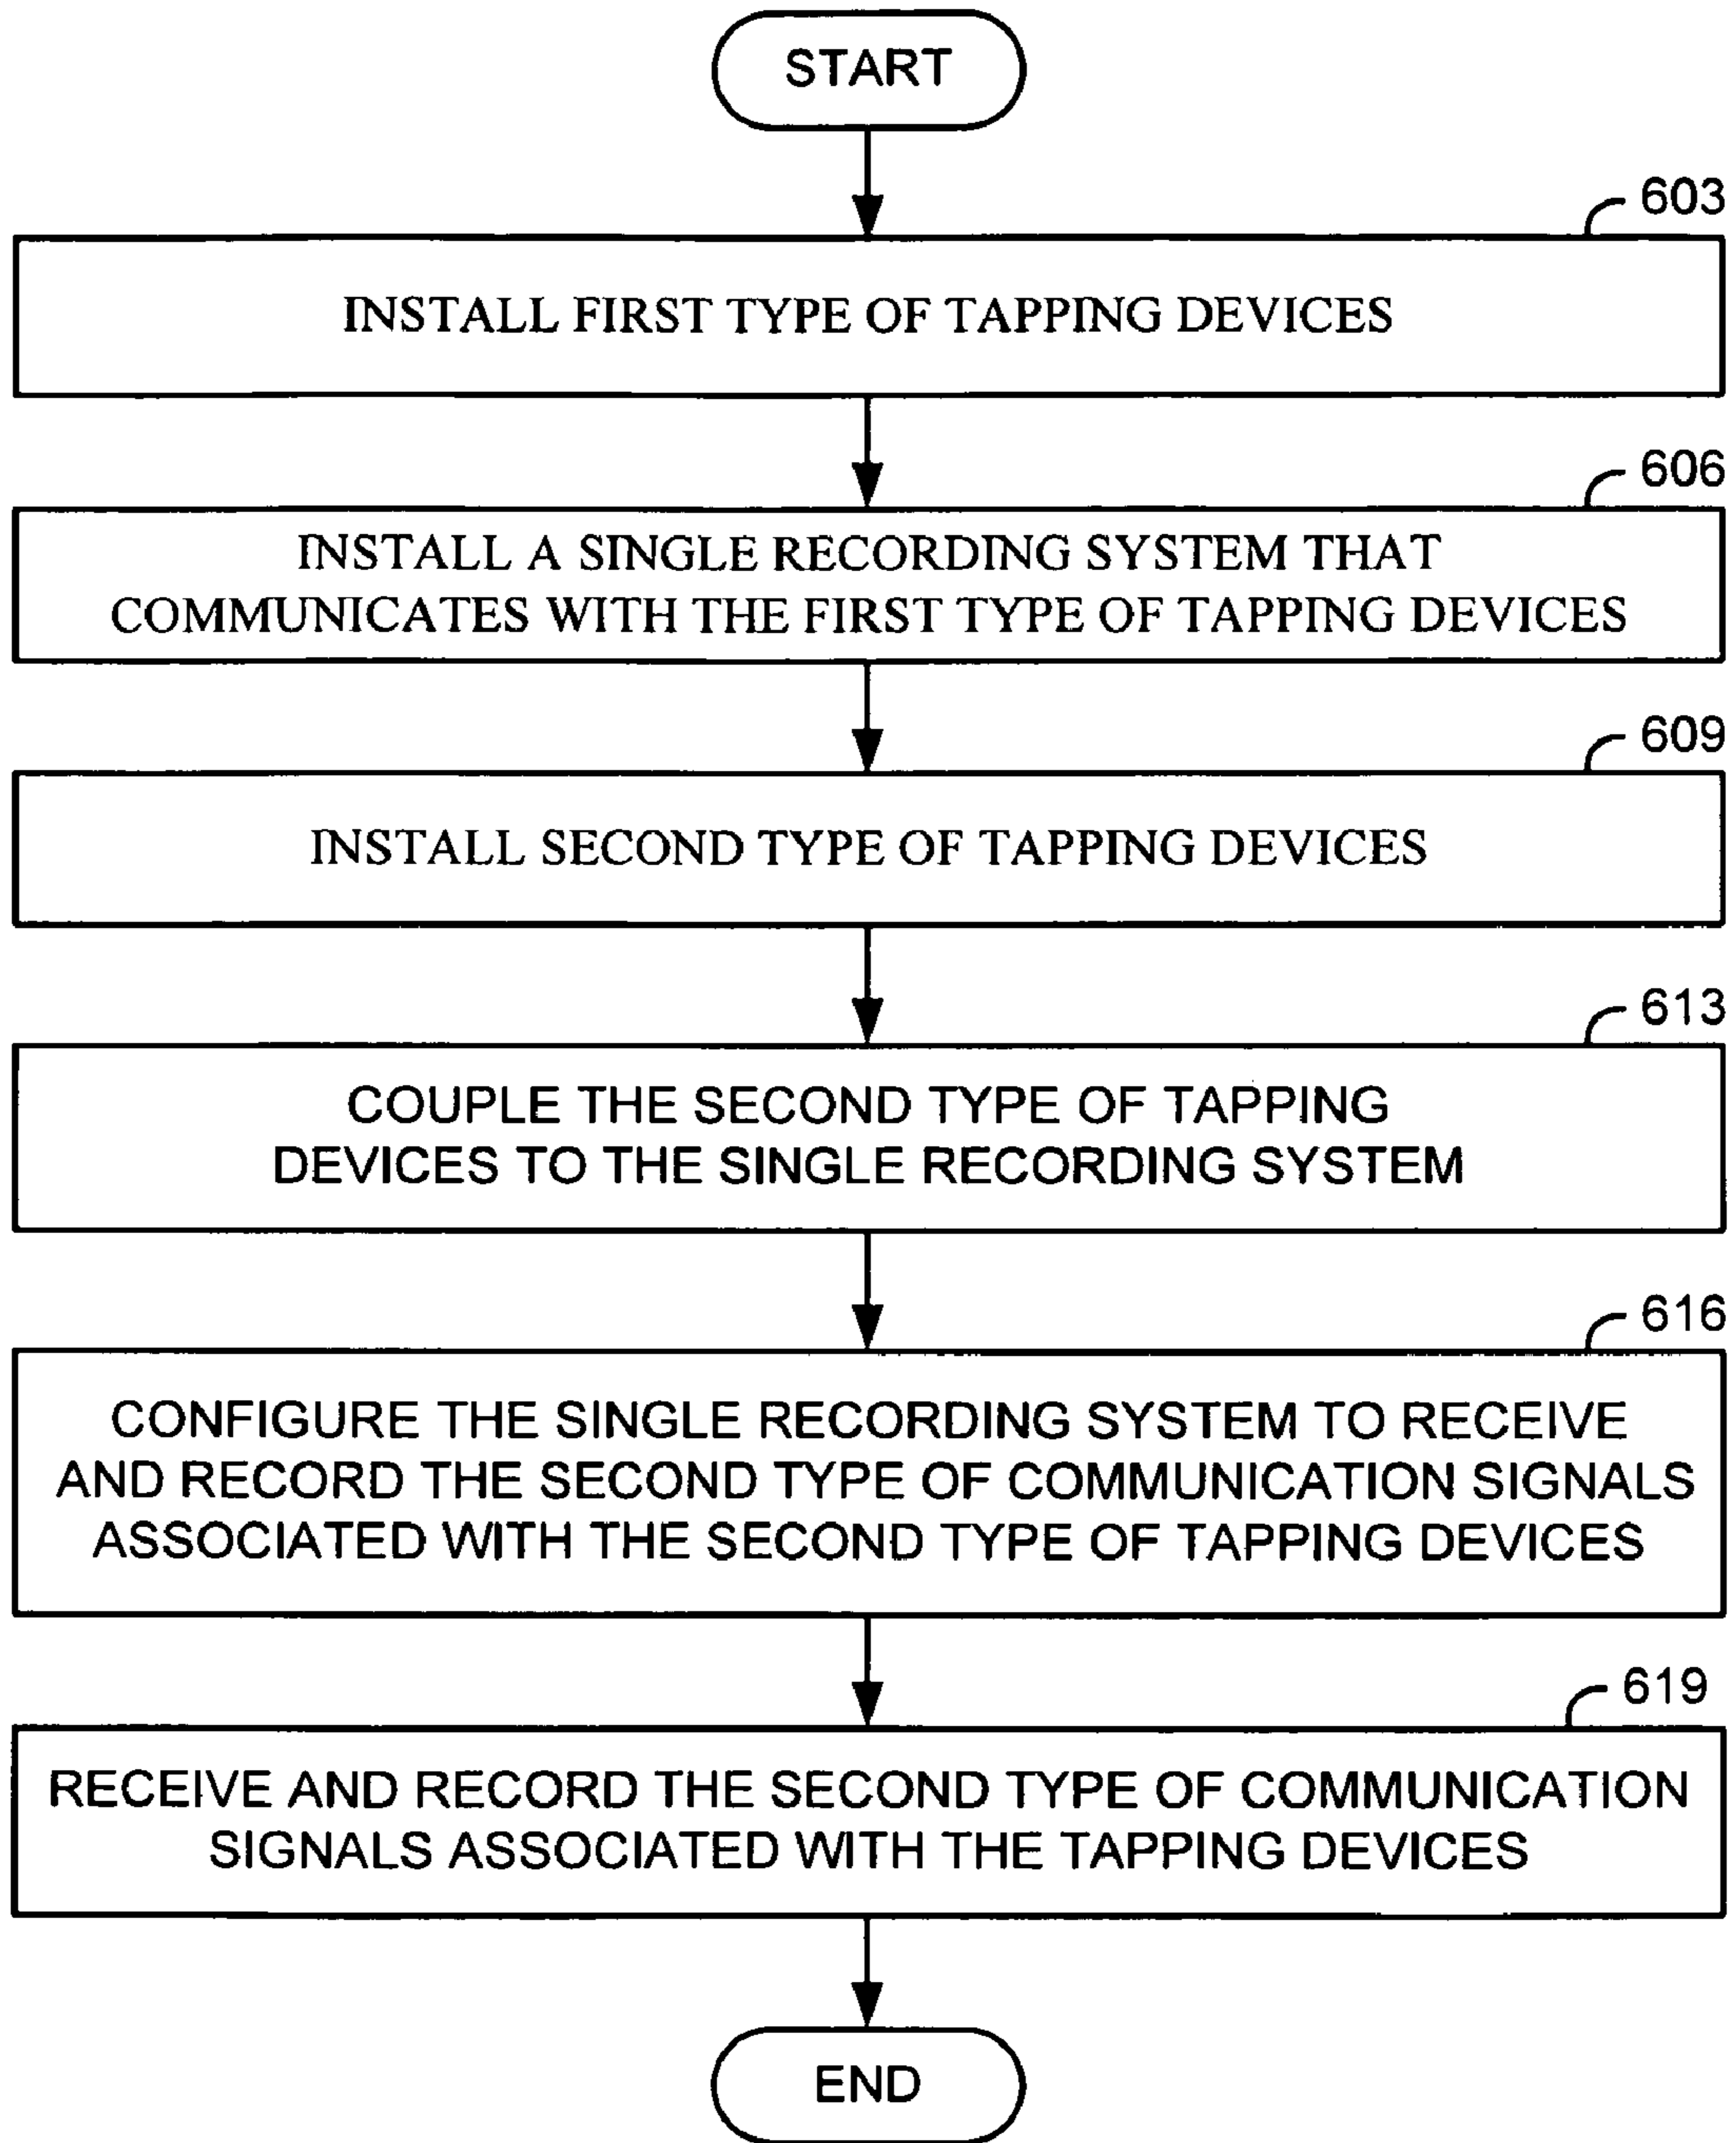 START
603
INSTALL FIRST TYPE OF TAPPING DEVICES
606
INSTALL A SINGLE RECORDING SYSTEM THAT
COMMUNICATES WITH THE FIRST TYPE OF TAPPING DEVICES
609
INSTALL SECOND TYPE OF TAPPING DEVICES
613
COUPLE THE SECOND TYPE OF TAPPING
DEVICES TO THE SINGLE RECORDING SYSTEM
616
CONFIGURE THE SINGLE RECORDING SYSTEM TO RECEIVE
AND RECORD THE SECOND TYPE OF COMMUNICATION SIGNALS
ASSOCIATED WITH THE SECOND TYPE OF TAPPING DEVICES
619
RECEIVE AND RECORD THE SECOND TYPE OF COMMUNICATION
SIGNALS ASSOCIATED WITH THE TAPPING DEVICES
END